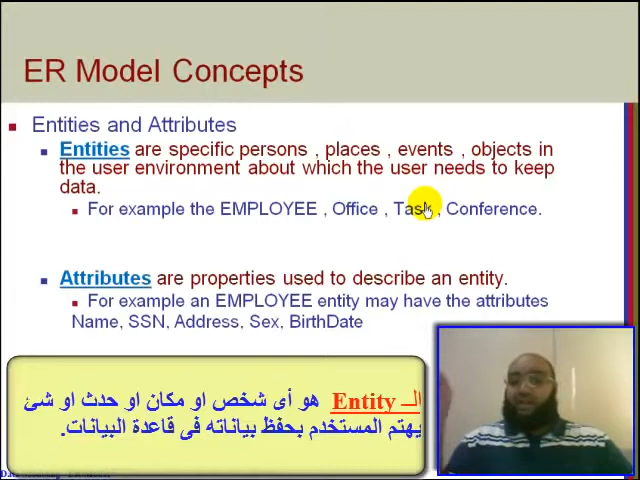 ER Model Concepts
Entities and Attributes
Entities are specific persons , places , events , objects in
the user environment about which the user needs to keep
data.
For example the EMPLOYEE , Office , Task , Conference.
Attributes are properties used to describe an entity.
For example an EMPLOYEE entity may have the attributes
Name, SSN, Address, Sex, BirthDate
الــ Entity هو أى شخص او مكان او حدث او شئ
يهتم المستخدم بحفظ بياناته فى قاعدة البيانات.